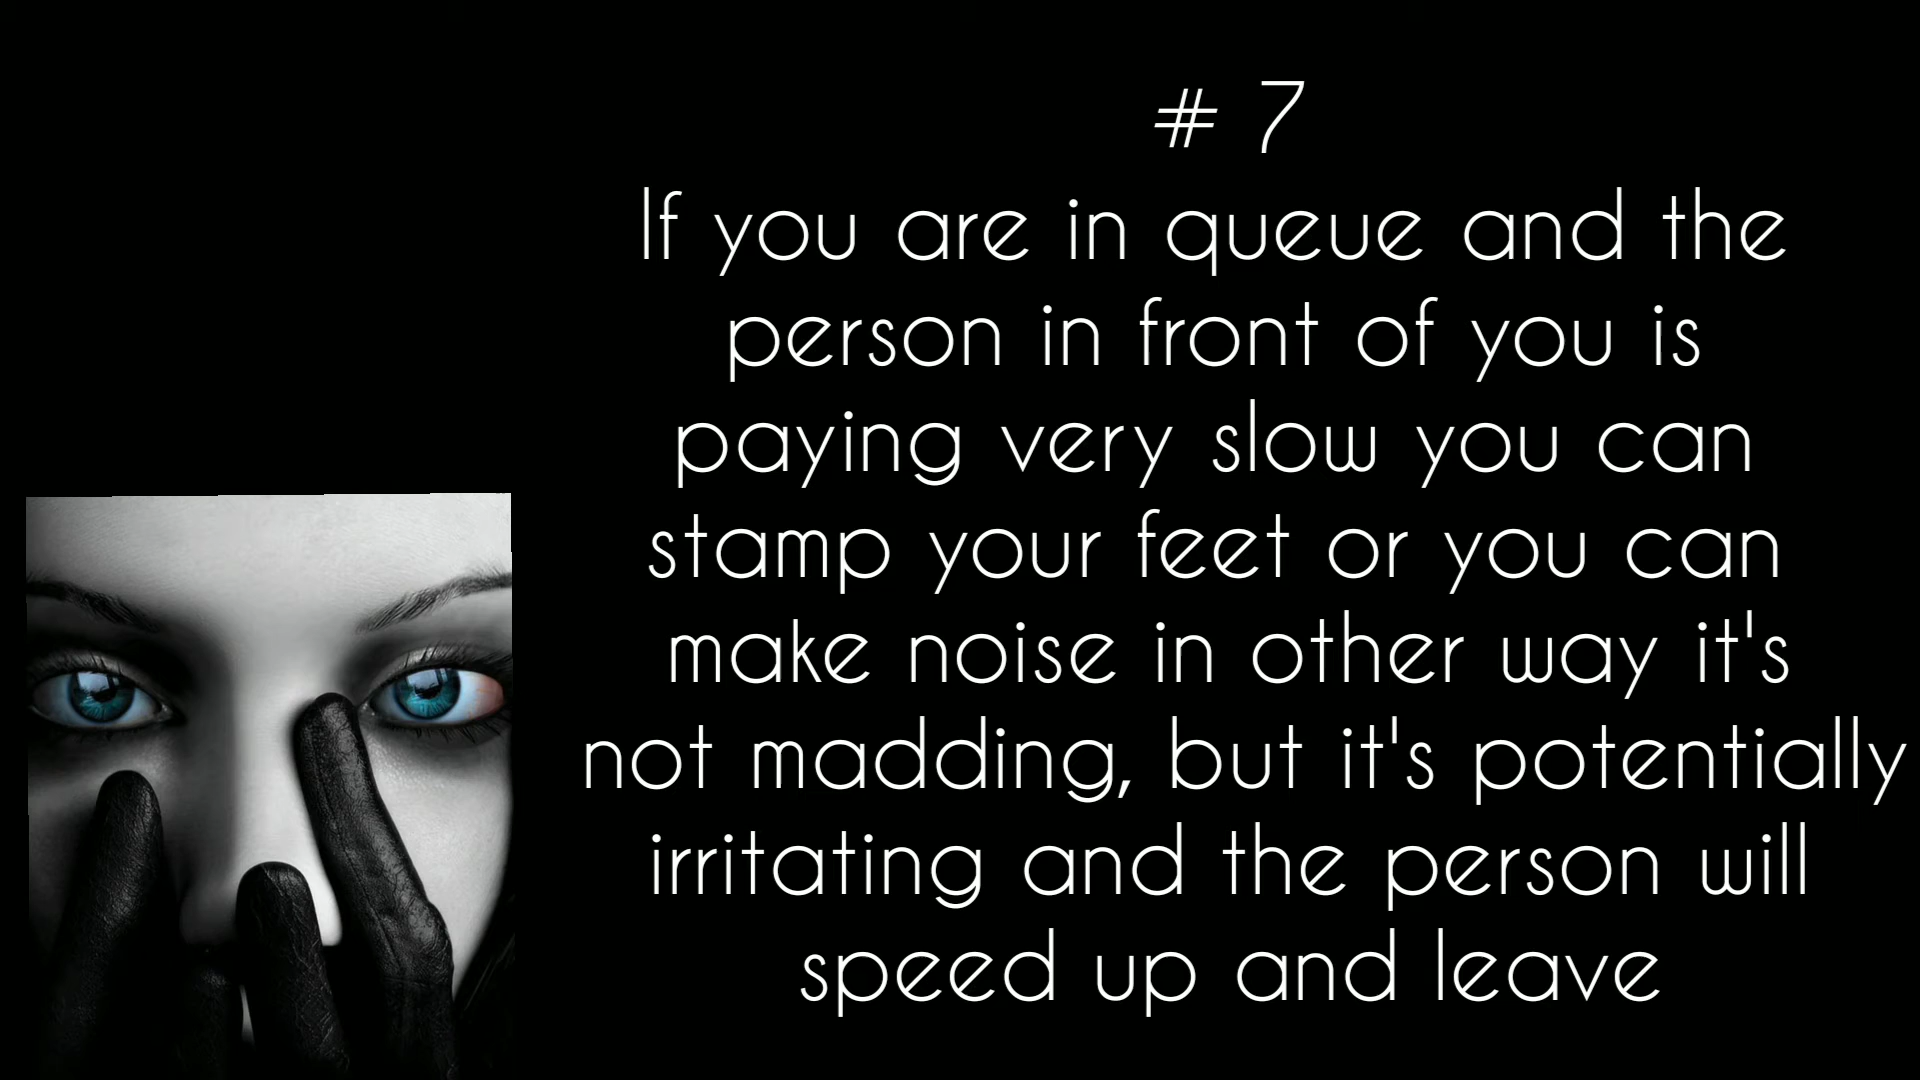 # 7
If you are in queue and the
person in front of you is
paying very slow you can
stamp your feet or you can
make noise in other way it's
not madding, but it's potentially
irritating and the person will
speed up and leave